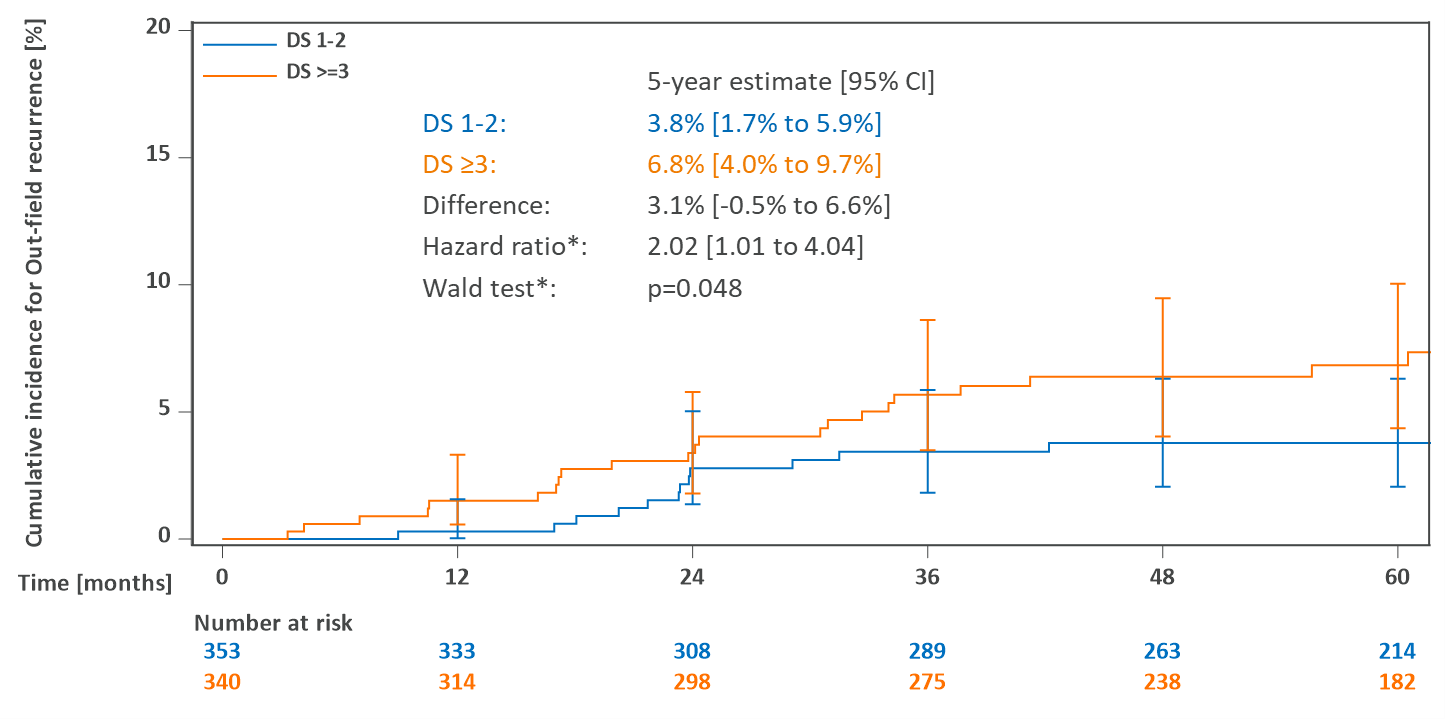 Cumulative incidence for Out-field recurrence [%]
20
15
10
5
0
DS 1-2
DS >=3
5-year estimate [95% CI]
DS 1-2: 3.8% [1.7% to 5.9%]
DS ≥3: 6.8% [4.0% to 9.7%]
Difference: 3.1% [-0.5% to 6.6%]
Hazard ratio*: 2.02 [1.01 to 4.04]
Wald test*: p=0.048
Time [months] 0 12 24 36 48 60
Number at risk
353 333 308 289 263 214
340 314 298 275 238 182